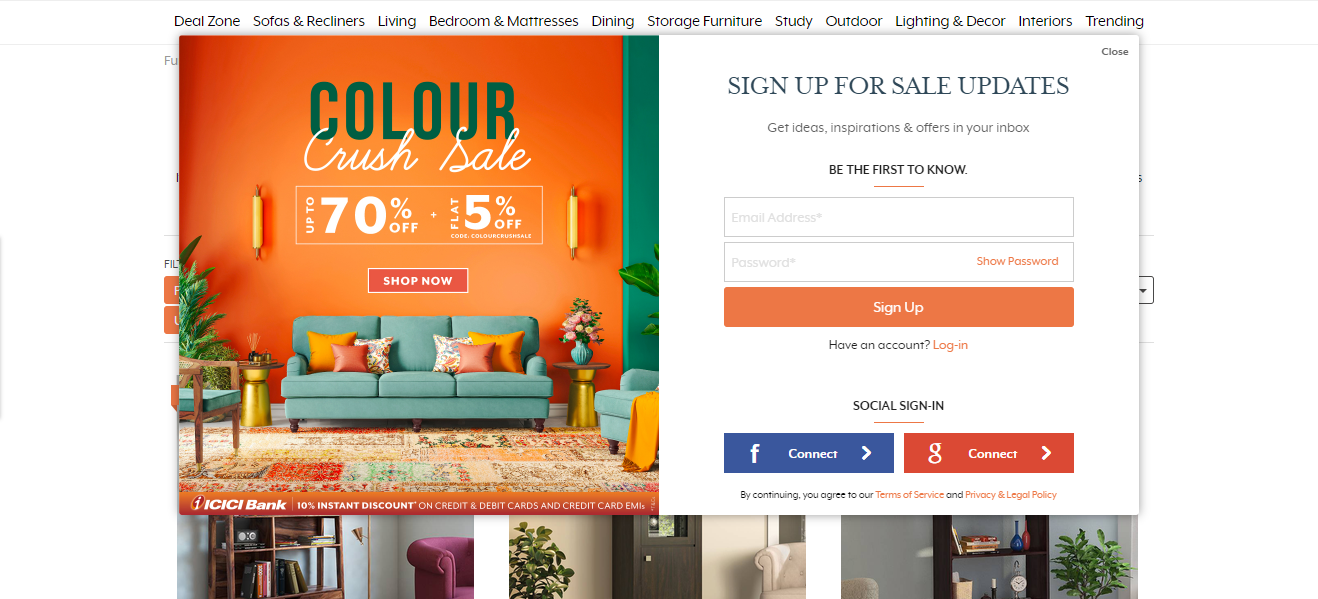 Deal Zone Sofas & Recliners Living Bedroom & Mattresses Dining Storage Furniture Study Outdoor Lighting & Decor Interiors Trending
Close
COLOUR
Crush Sale
UP TO 70% OFF + FLAT 5% OFF
CODE: COLOURCRUSHSALE
SHOP NOW
ICICI Bank | 10% INSTANT DISCOUNT* ON CREDIT & DEBIT CARDS AND CREDIT CARD EMIs
SIGN UP FOR SALE UPDATES
Get ideas, inspirations & offers in your inbox
BE THE FIRST TO KNOW.
Email Address*
Password* Show Password
Sign Up
Have an account? Log-in
SOCIAL SIGN-IN
f Connect
g Connect
By continuing, you agree to our Terms of Service and Privacy & Legal Policy